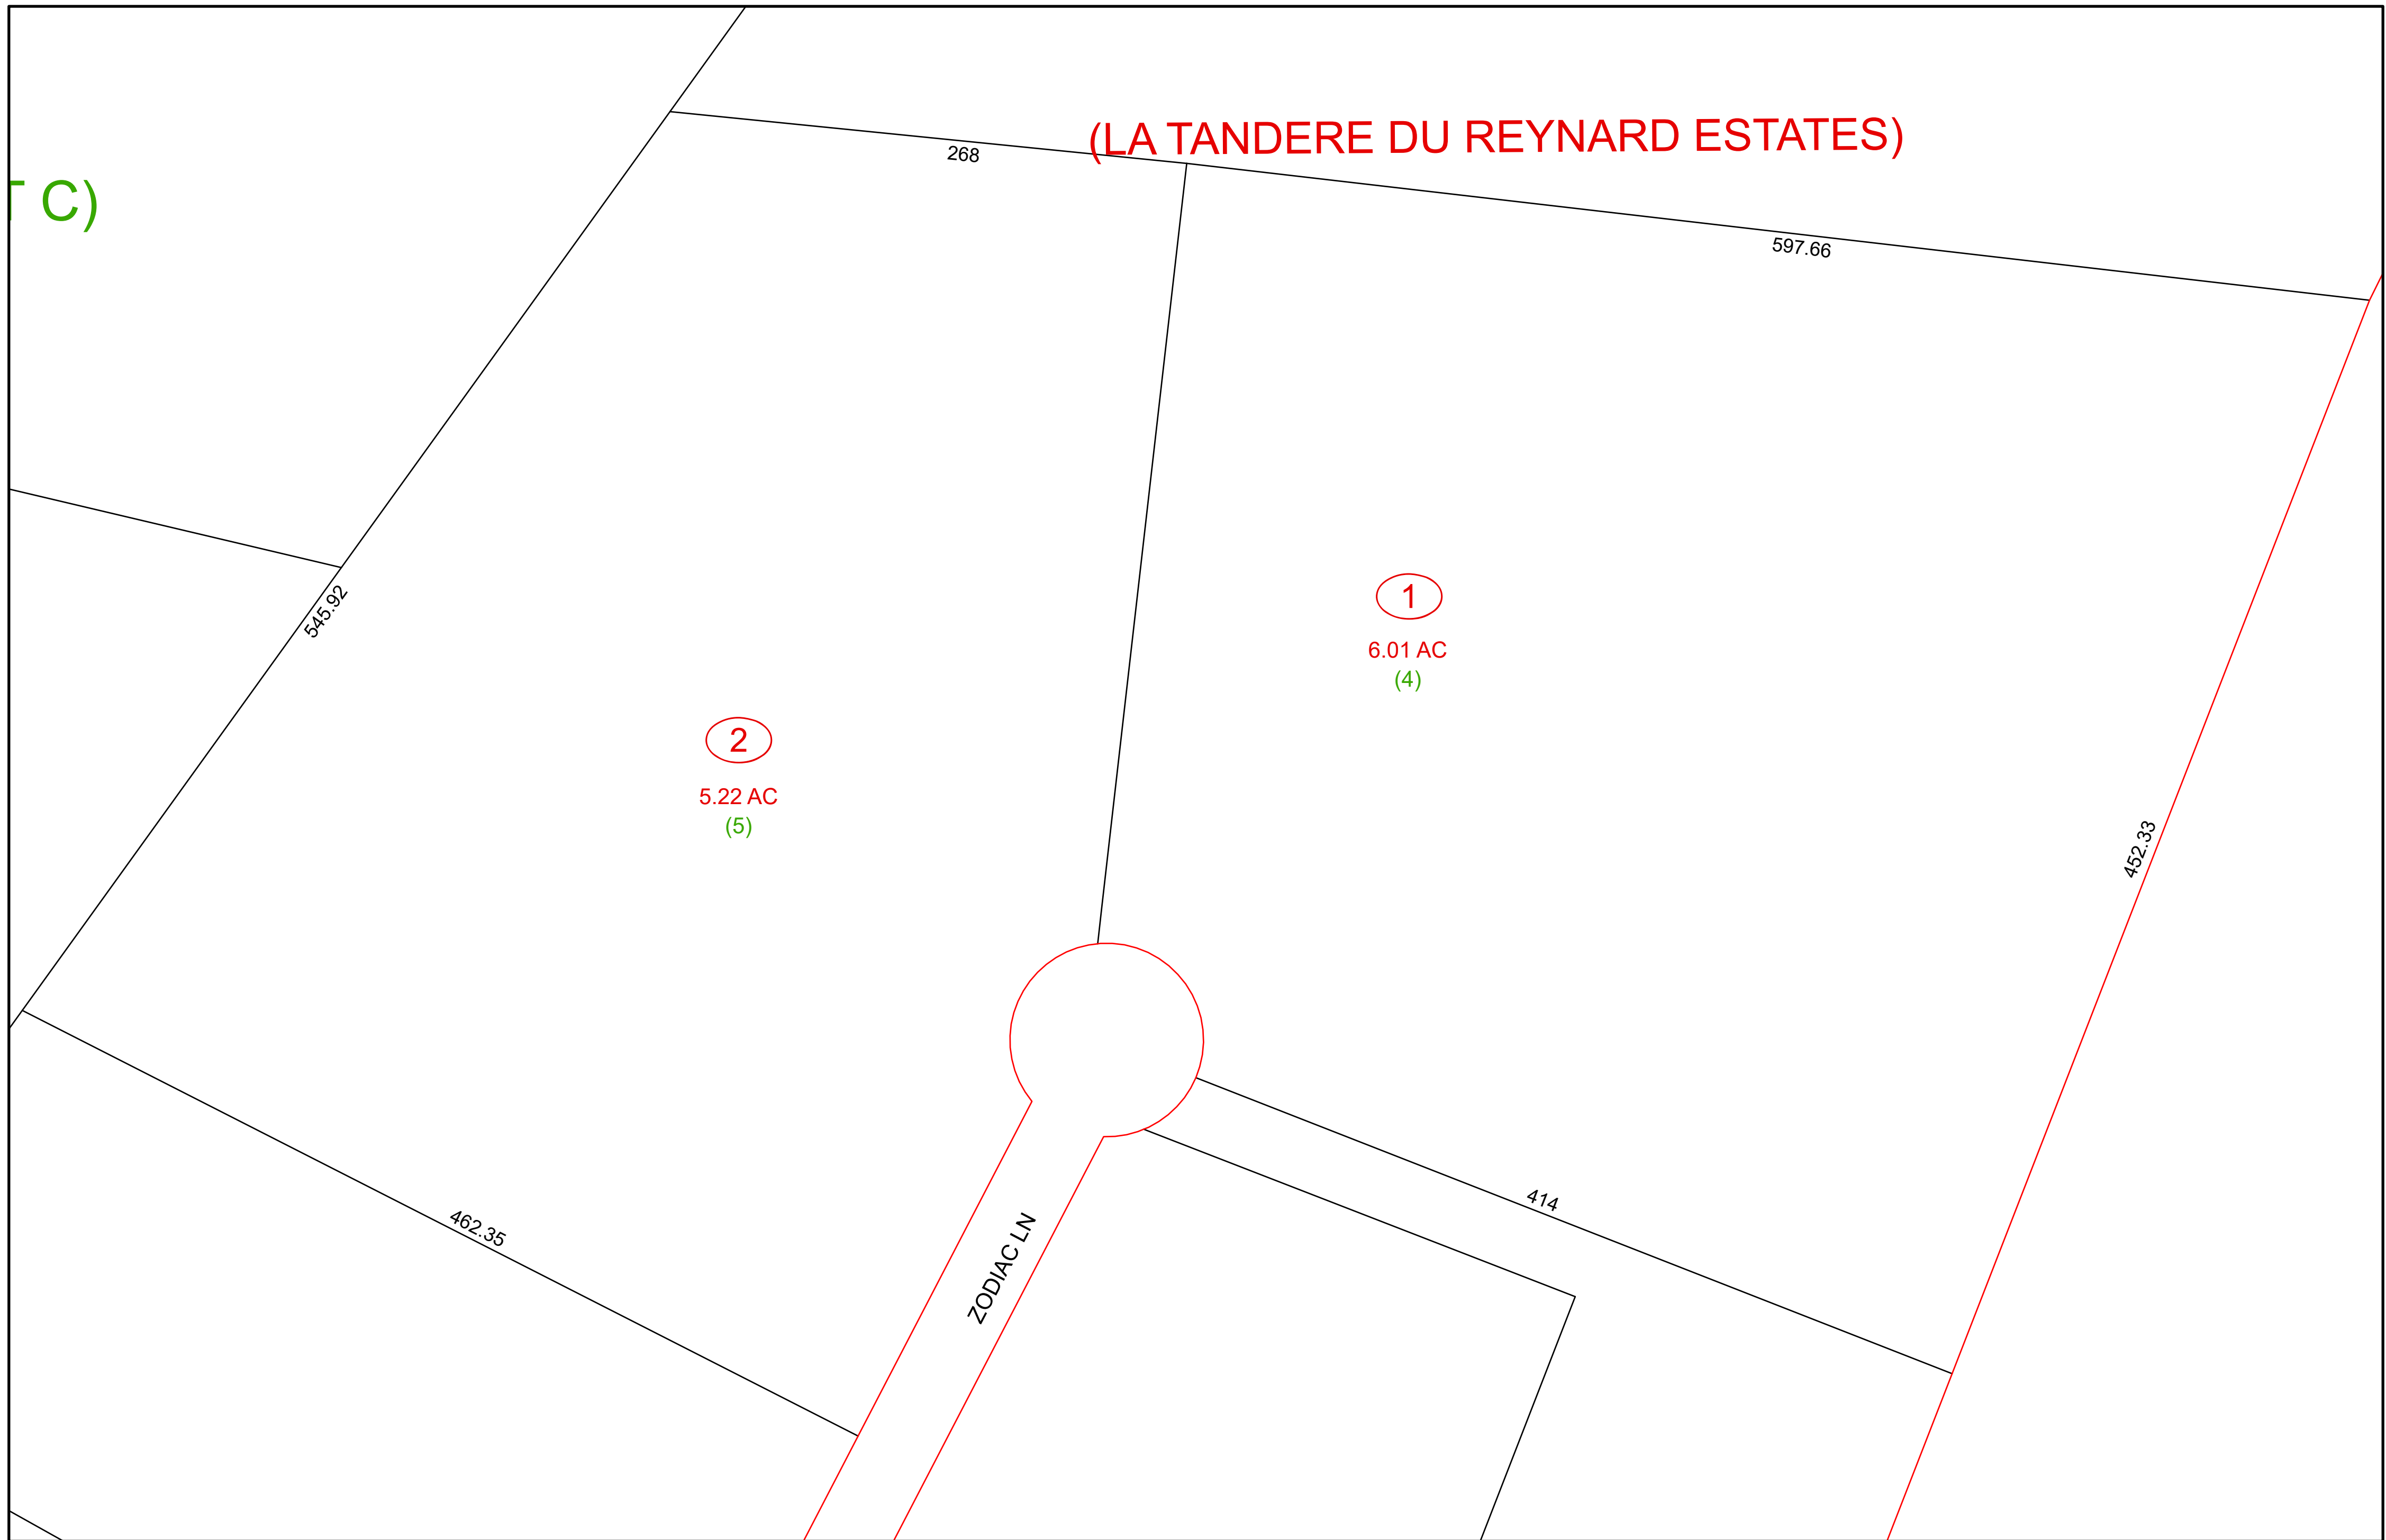 (LA TANDERE DU REYNARD ESTATES)
268
C)
597.66
545.92
1
6.01 AC
(4)
2
5.22 AC
(5)
452.33
414
462.35
ZODIAC LN